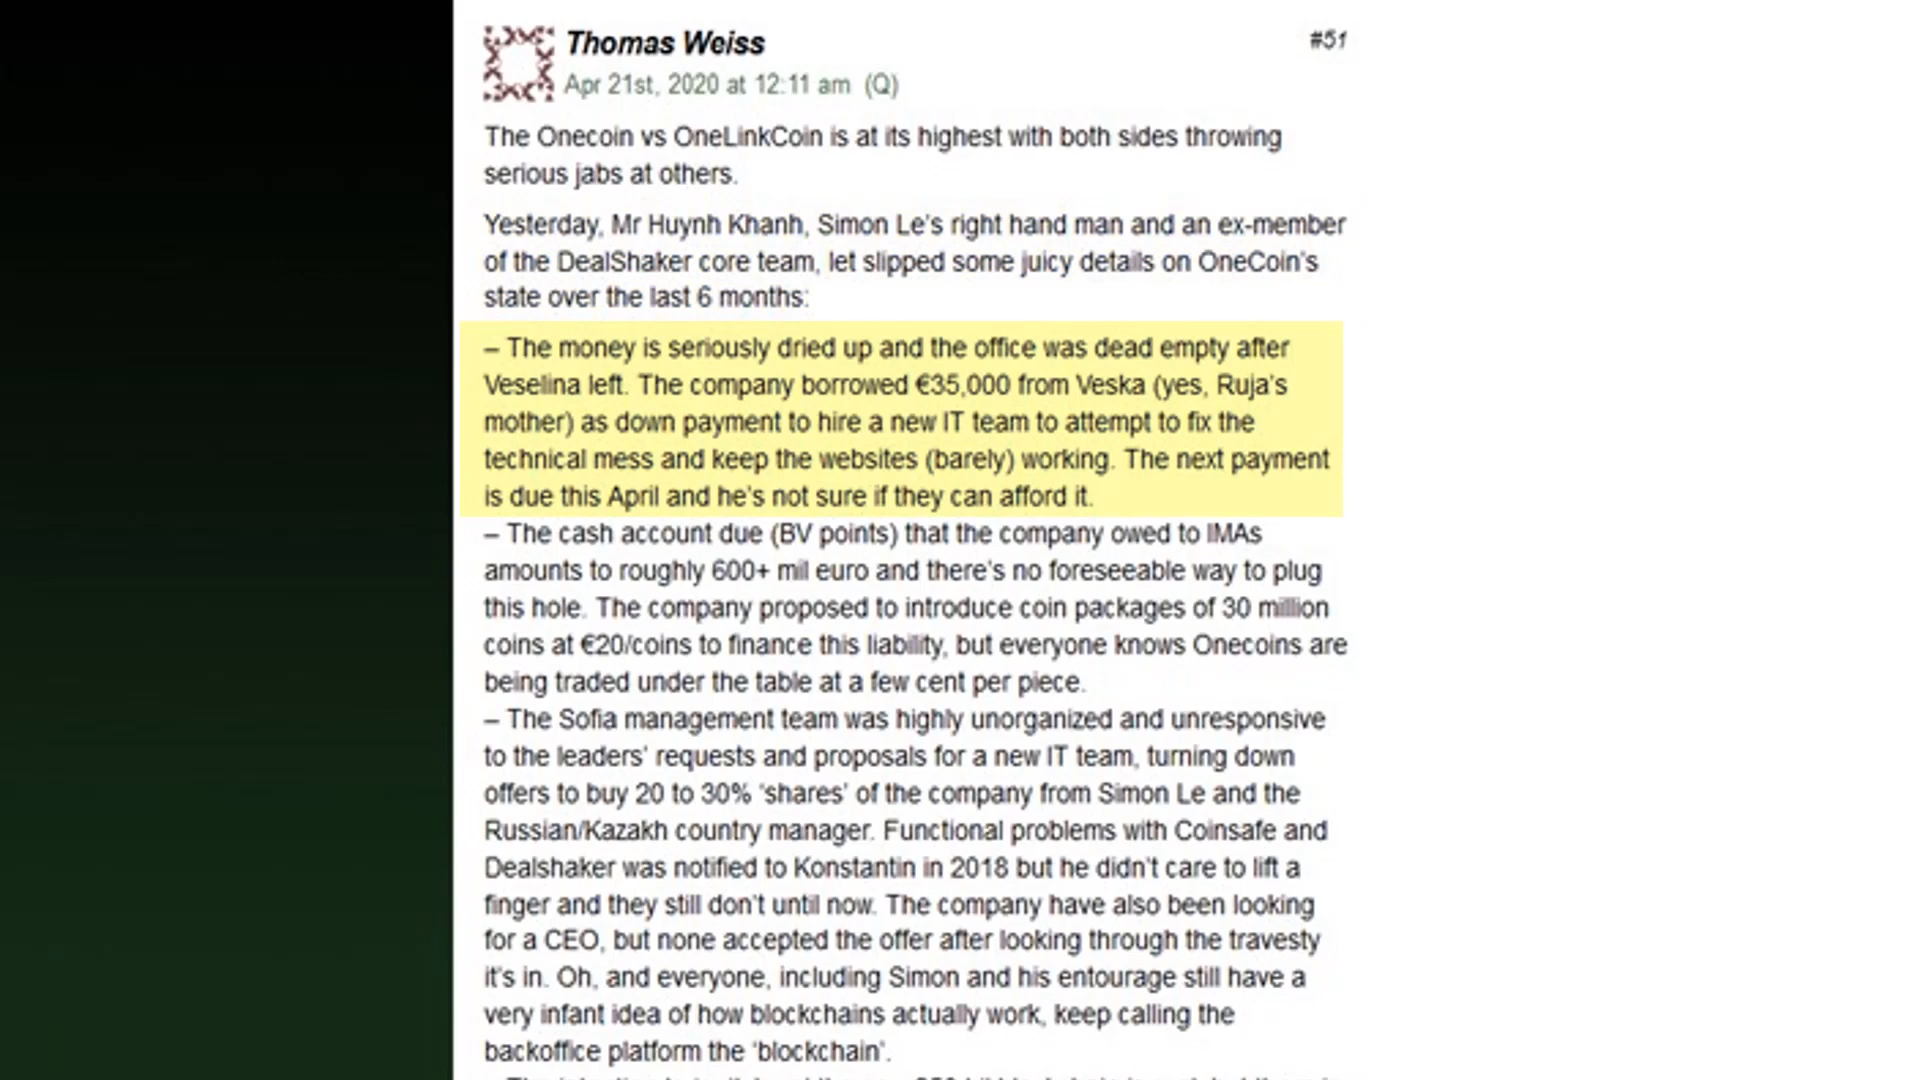 Thomas Weiss
#51
Apr 21st, 2020 at 12:11 am (Q)
The Onecoin vs OneLinkCoin is at its highest with both sides throwing
serious jabs at others.
Yesterday, Mr Huynh Khanh, Simon Le's right hand man and an ex-member
of the DealShaker core team, let slipped some juicy details on OneCoin's
state over the last 6 months:
– The money is seriously dried up and the office was dead empty after
Veselina left. The company borrowed €35,000 from Veska (yes, Ruja's
mother) as down payment to hire a new IT team to attempt to fix the
technical mess and keep the websites (barely) working. The next payment
is due this April and he's not sure if they can afford it.
– The cash account due (BV points) that the company owed to IMAs
amounts to roughly 600+ mil euro and there's no foreseeable way to plug
this hole. The company proposed to introduce coin packages of 30 million
coins at €20/coins to finance this liability, but everyone knows Onecoins are
being traded under the table at a few cent per piece.
– The Sofia management team was highly unorganized and unresponsive
to the leaders' requests and proposals for a new IT team, turning down
offers to buy 20 to 30% 'shares' of the company from Simon Le and the
Russian/Kazakh country manager. Functional problems with Coinsafe and
Dealshaker was notified to Konstantin in 2018 but he didn't care to lift a
finger and they still don't until now. The company have also been looking
for a CEO, but none accepted the offer after looking through the travesty
it's in. Oh, and everyone, including Simon and his entourage still have a
very infant idea of how blockchains actually work, keep calling the
backoffice platform the 'blockchain'.